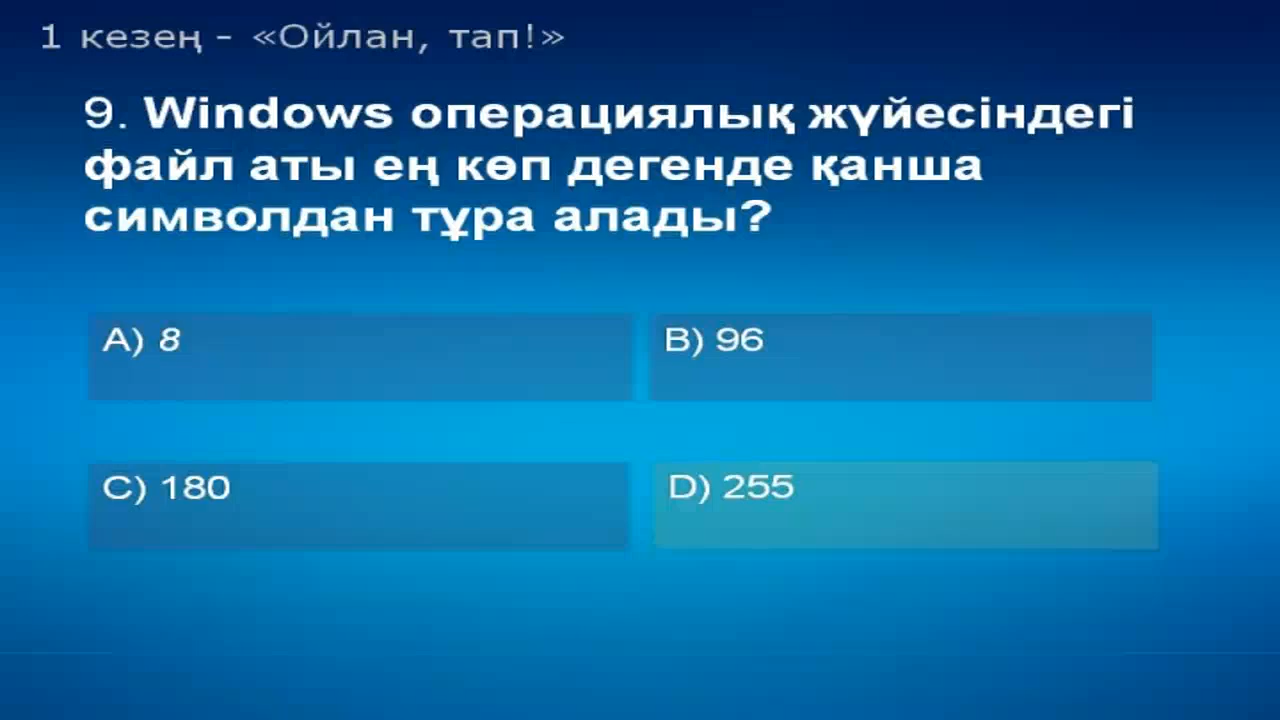 1 кезең - «Ойлан, тап!»
9. Windows операциялық жүйесіндегі
файл аты ең көп дегенде қанша
символдан тұра алады?
A) 8
B) 96
C) 180
D) 255